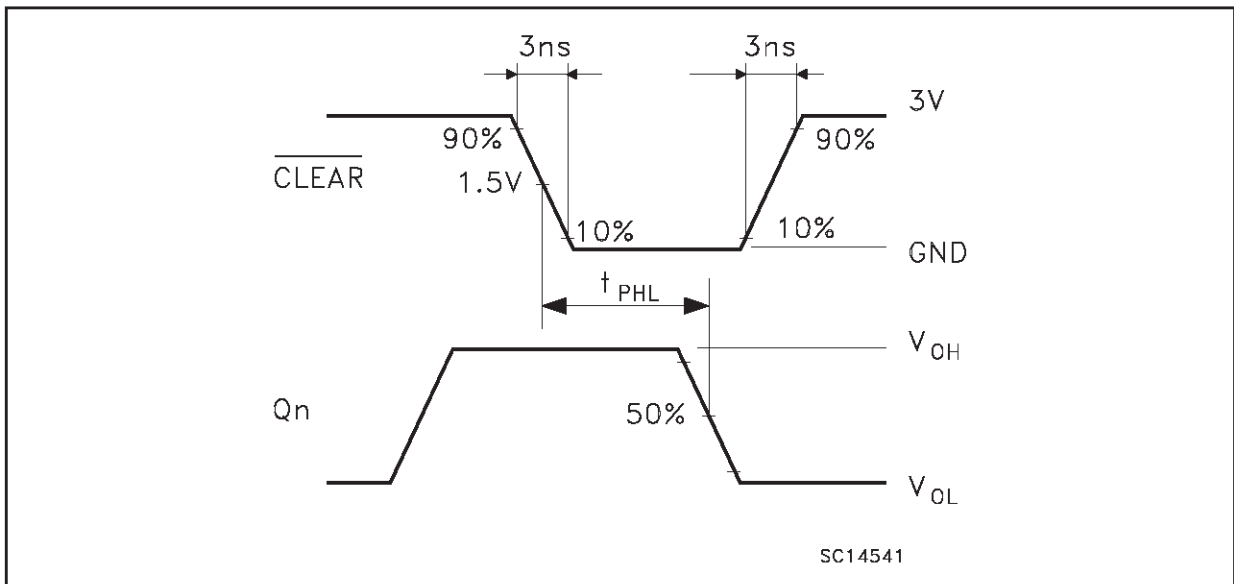 3ns
3ns
3V
90%
90%
CLEAR
1.5V
10%
10%
GND
t PHL
V OH
Qn
50%
V OL
SC14541